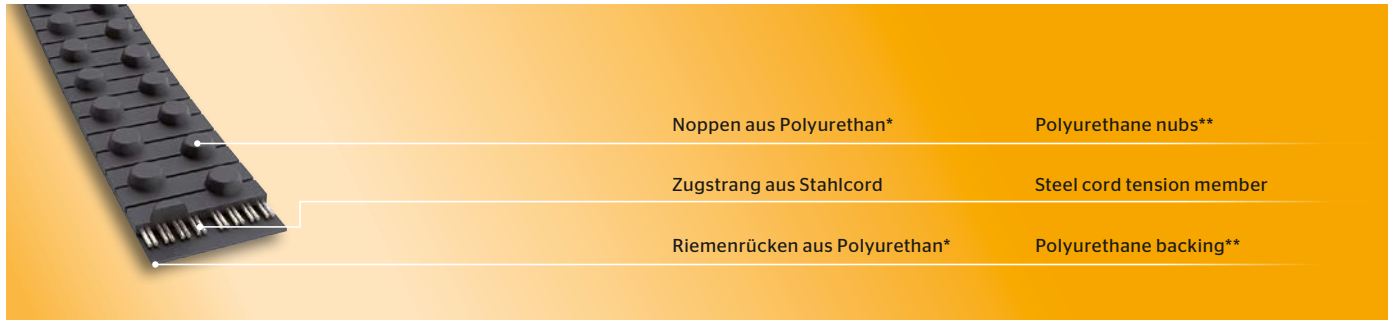 Noppen aus Polyurethan* Polyurethane nubs**
Zugstrang aus Stahlcord Steel cord tension member
Riemenrücken aus Polyurethan* Polyurethane backing**